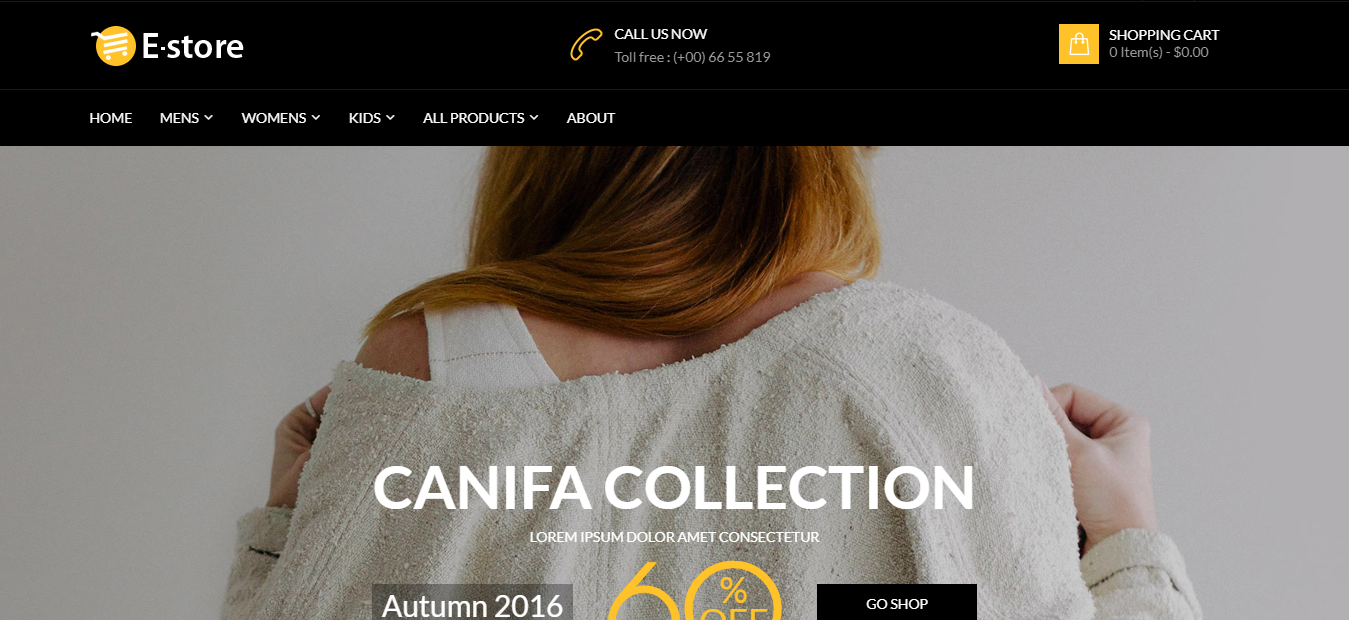 E-store
CALL US NOW
Toll free : (+00) 66 55 819
SHOPPING CART
0 Item(s) - $0.00
HOME MENS WOMENS KIDS ALL PRODUCTS ABOUT
CANIFA COLLECTION
LOREM IPSUM DOLOR AMET CONSECTETUR
Autumn 2016
60% OFF
GO SHOP